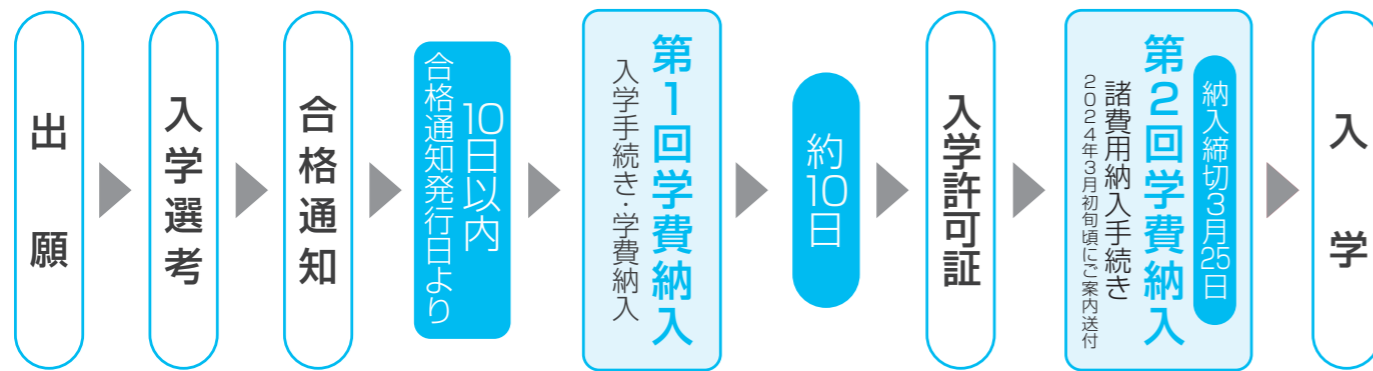 出願
入学選考
合格通知
合格通知発行日より
10日以内
第1回学費納入
入学手続き・学費納入
約10日
入学許可証
納入締切3月25日
第2回学費納入
諸費用納入手続き
2024年3月初旬頃にご案内送付
入学